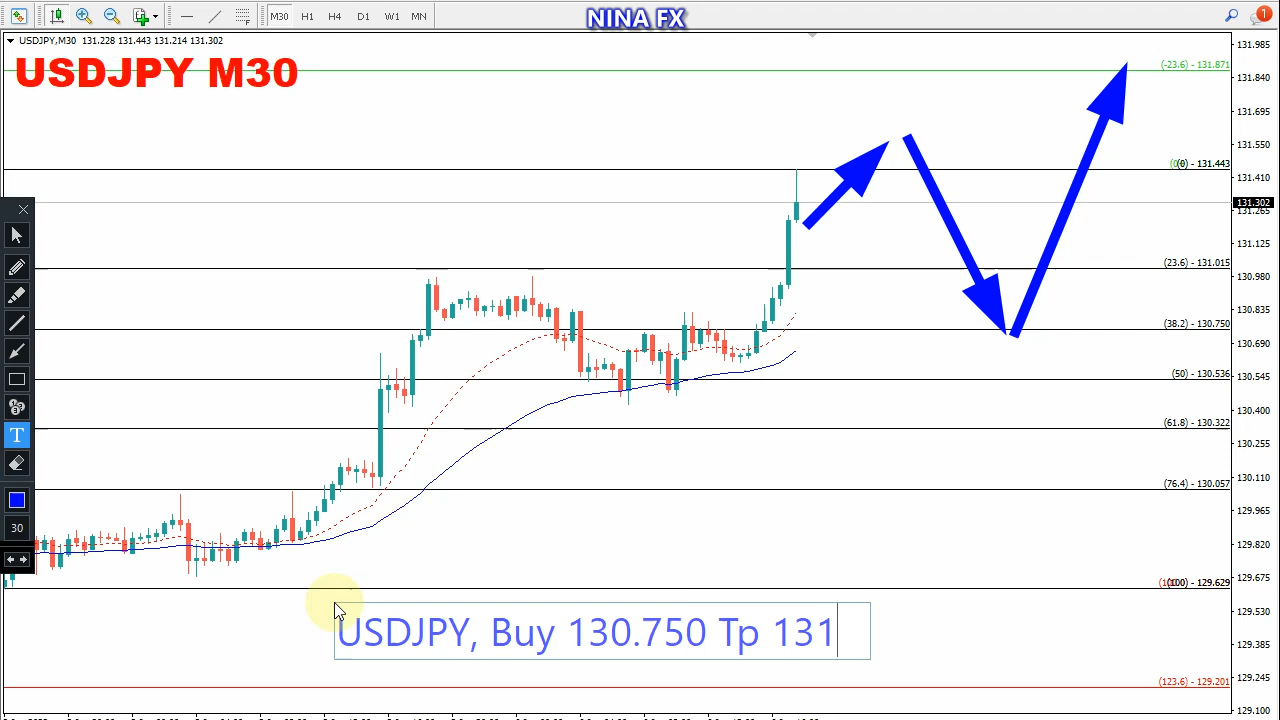 M30 H1 H4 D1 W1 MN
NINA FX
1
USDJPY,M30 131.228 131.443 131.214 131.302
USDJPY M30
131.985
(-23.6) - 131.871
131.840
131.695
131.550
(0) - 131.443
131.410
131.302
131.265
131.125
(23.6) - 131.015
130.980
130.835
(38.2) - 130.750
130.690
(50) - 130.536
130.545
130.400
(61.8) - 130.322
130.255
130.110
(76.4) - 130.057
129.965
129.820
129.675
(100) - 129.629
129.530
129.385
129.245
(123.6) - 129.201
129.100
T
30
USDJPY, Buy 130.750 Tp 131